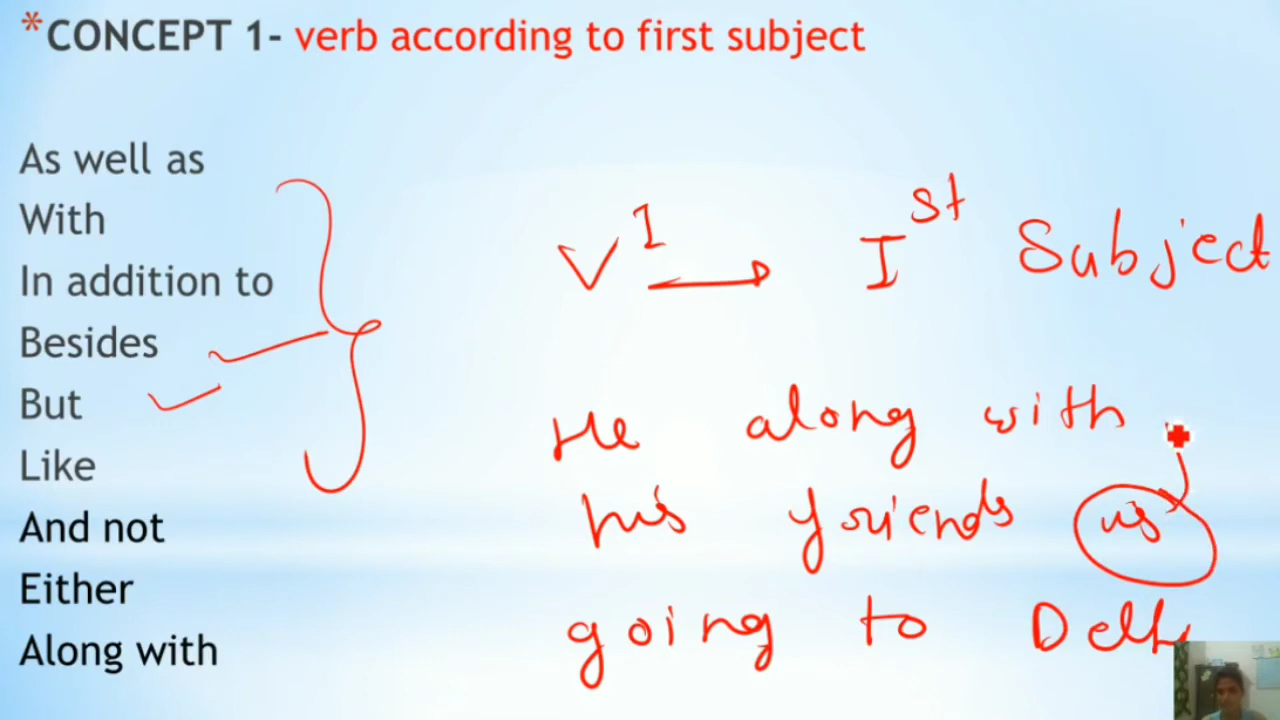 *CONCEPT 1- verb according to first subject
As well as
With
In addition to
Besides
But
Like
And not
Either
Along with
V1 → Ist Subject
He along with
his friends is
going to Delhi